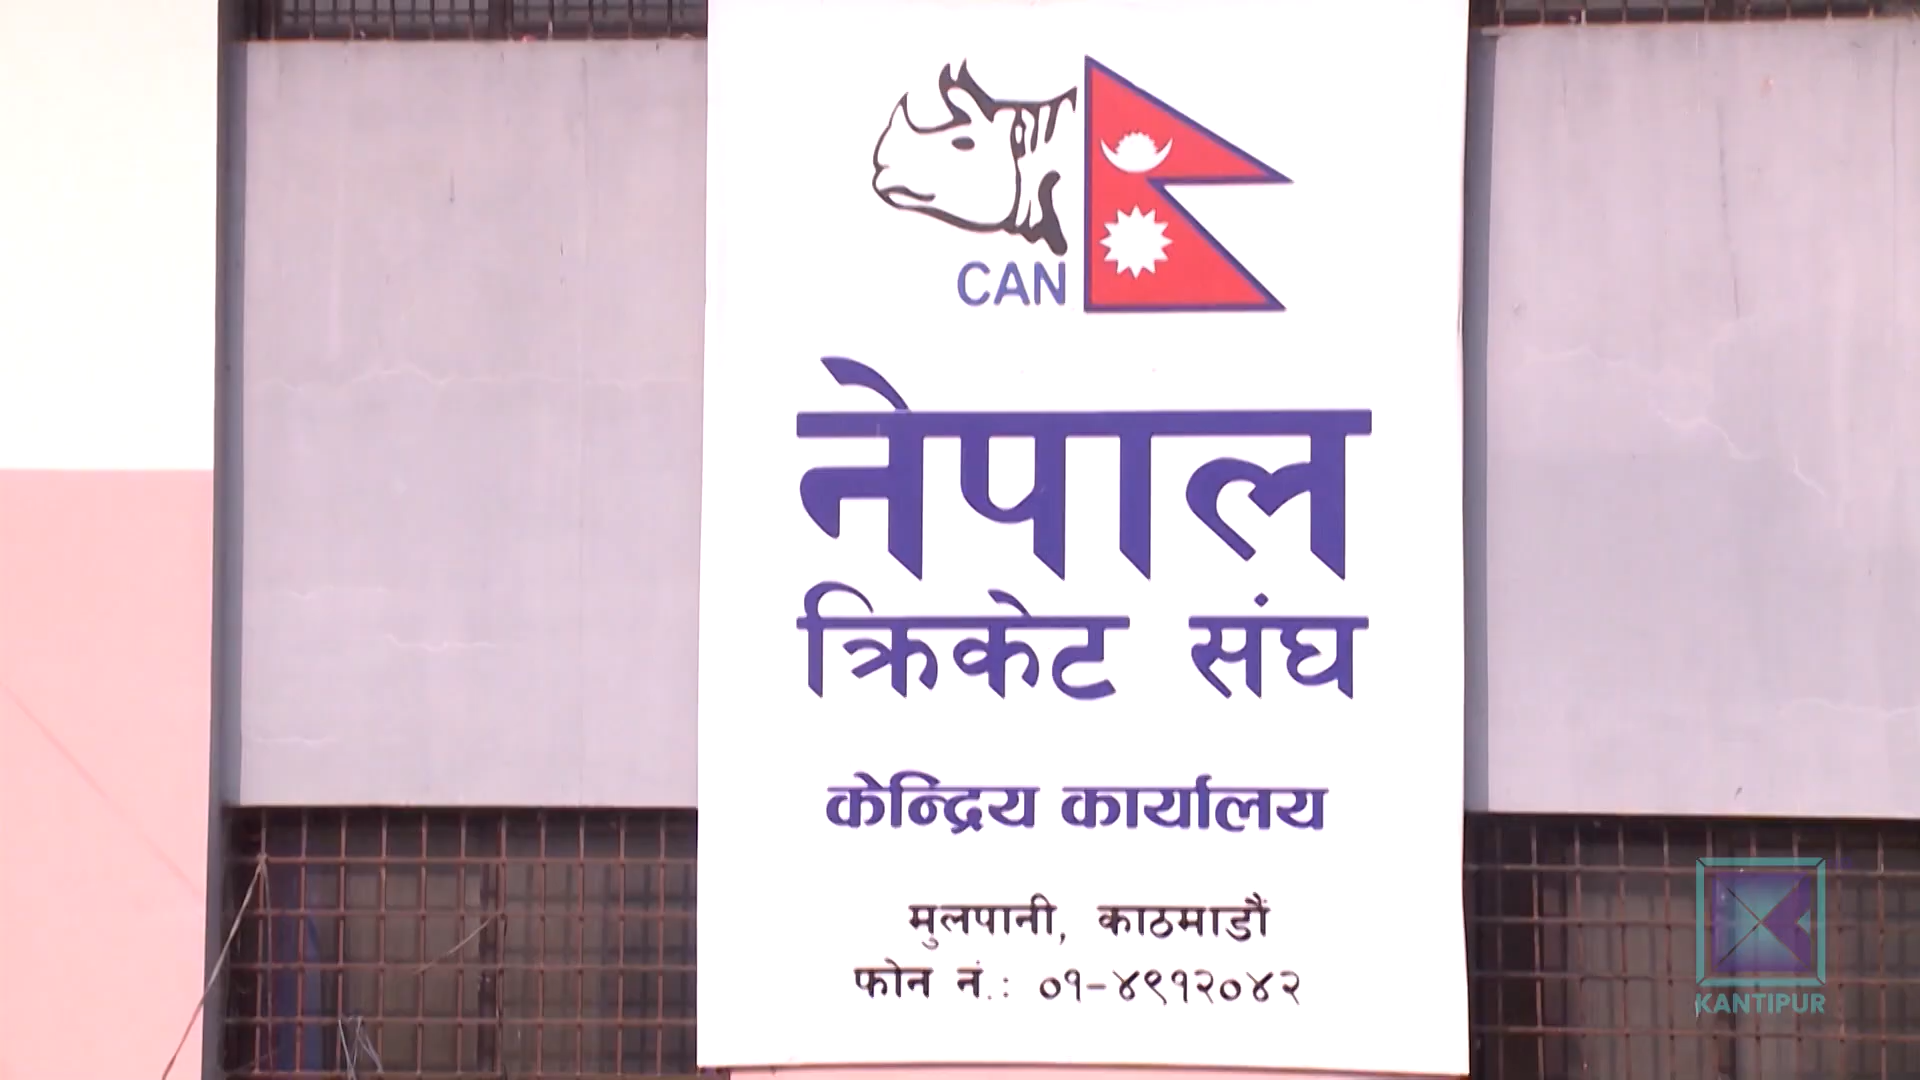 CAN
नेपाल
क्रिकेट संघ
केन्द्रिय कार्यालय
मुलपानी, काठमाडौं
फोन नं.: ०१-४९१२०४२
KANTIPUR